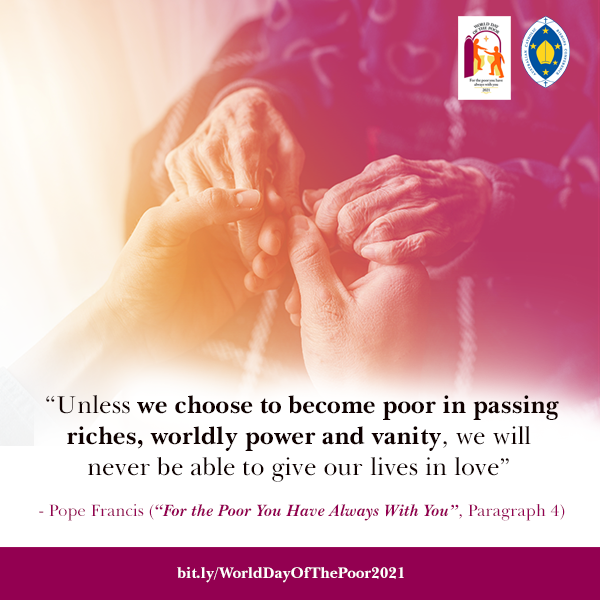 WORLD DAY
OF THE POOR
For the poor you have
always with you
2021
“Unless we choose to become poor in passing
riches, worldly power and vanity, we will
never be able to give our lives in love”
- Pope Francis (“For the Poor You Have Always With You”, Paragraph 4)
bit.ly/WorldDayOfThePoor2021